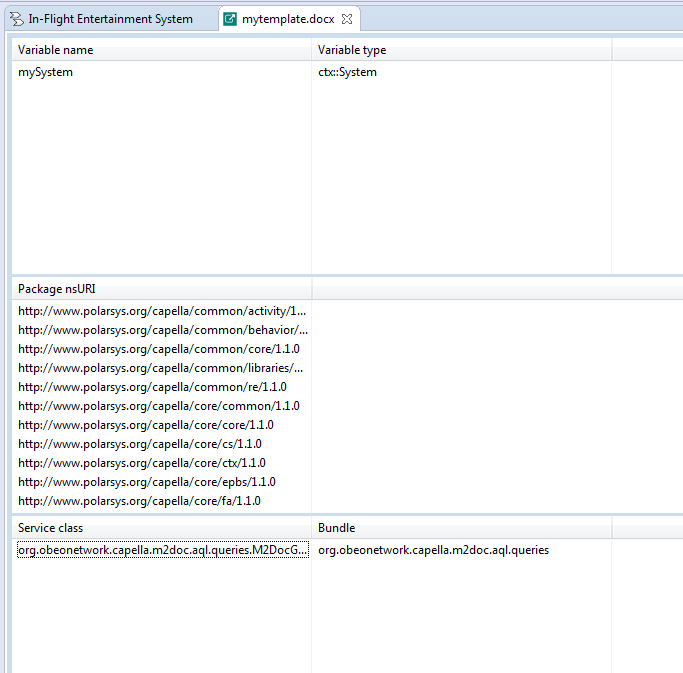 In-Flight Entertainment System mytemplate.docx
Variable name Variable type
mySystem ctx::System
Package nsURI
http://www.polarsys.org/capella/common/activity/1...
http://www.polarsys.org/capella/common/behavior/...
http://www.polarsys.org/capella/common/core/1.1.0
http://www.polarsys.org/capella/common/libraries/...
http://www.polarsys.org/capella/common/re/1.1.0
http://www.polarsys.org/capella/core/common/1.1.0
http://www.polarsys.org/capella/core/core/1.1.0
http://www.polarsys.org/capella/core/cs/1.1.0
http://www.polarsys.org/capella/core/ctx/1.1.0
http://www.polarsys.org/capella/core/epbs/1.1.0
http://www.polarsys.org/capella/core/fa/1.1.0
Service class Bundle
org.obeonetwork.capella.m2doc.aql.queries.M2DocG... org.obeonetwork.capella.m2doc.aql.queries